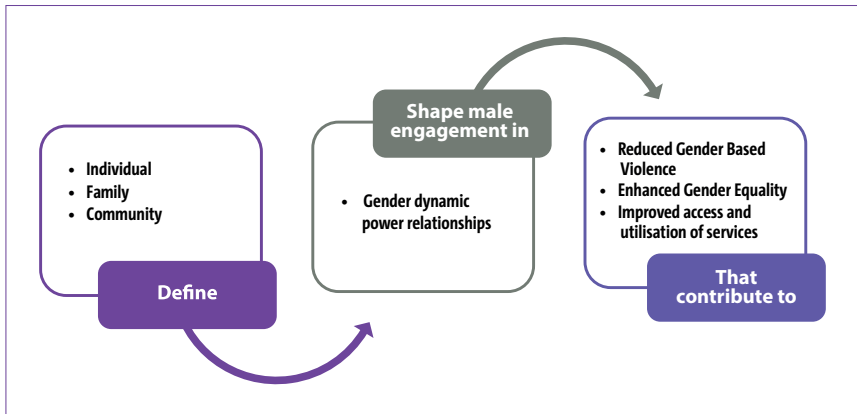 • Individual
• Family
• Community
Define
Shape male
engagement in
• Gender dynamic
power relationships
• Reduced Gender Based
Violence
• Enhanced Gender Equality
• Improved access and
utilisation of services
That
contribute to